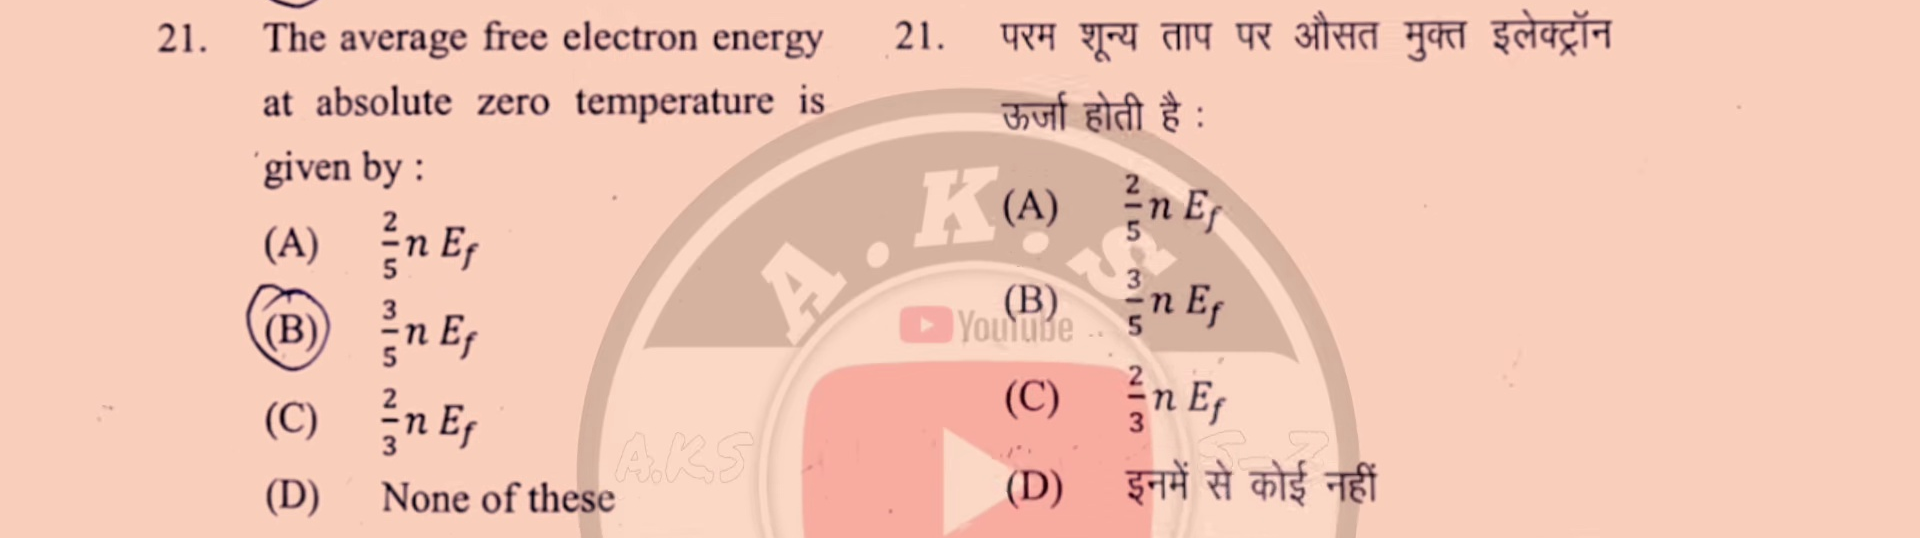 21. The average free electron energy
at absolute zero temperature is
given by :
(A) 2/5 n E_f
(B) 3/5 n E_f
(C) 2/3 n E_f
(D) None of these
21. परम शून्य ताप पर औसत मुक्त इलेक्ट्रॉन
ऊर्जा होती है :
(A) 2/5 n E_f
(B) 3/5 n E_f
(C) 2/3 n E_f
(D) इनमें से कोई नहीं
A.K.S
YouTube
A.KS